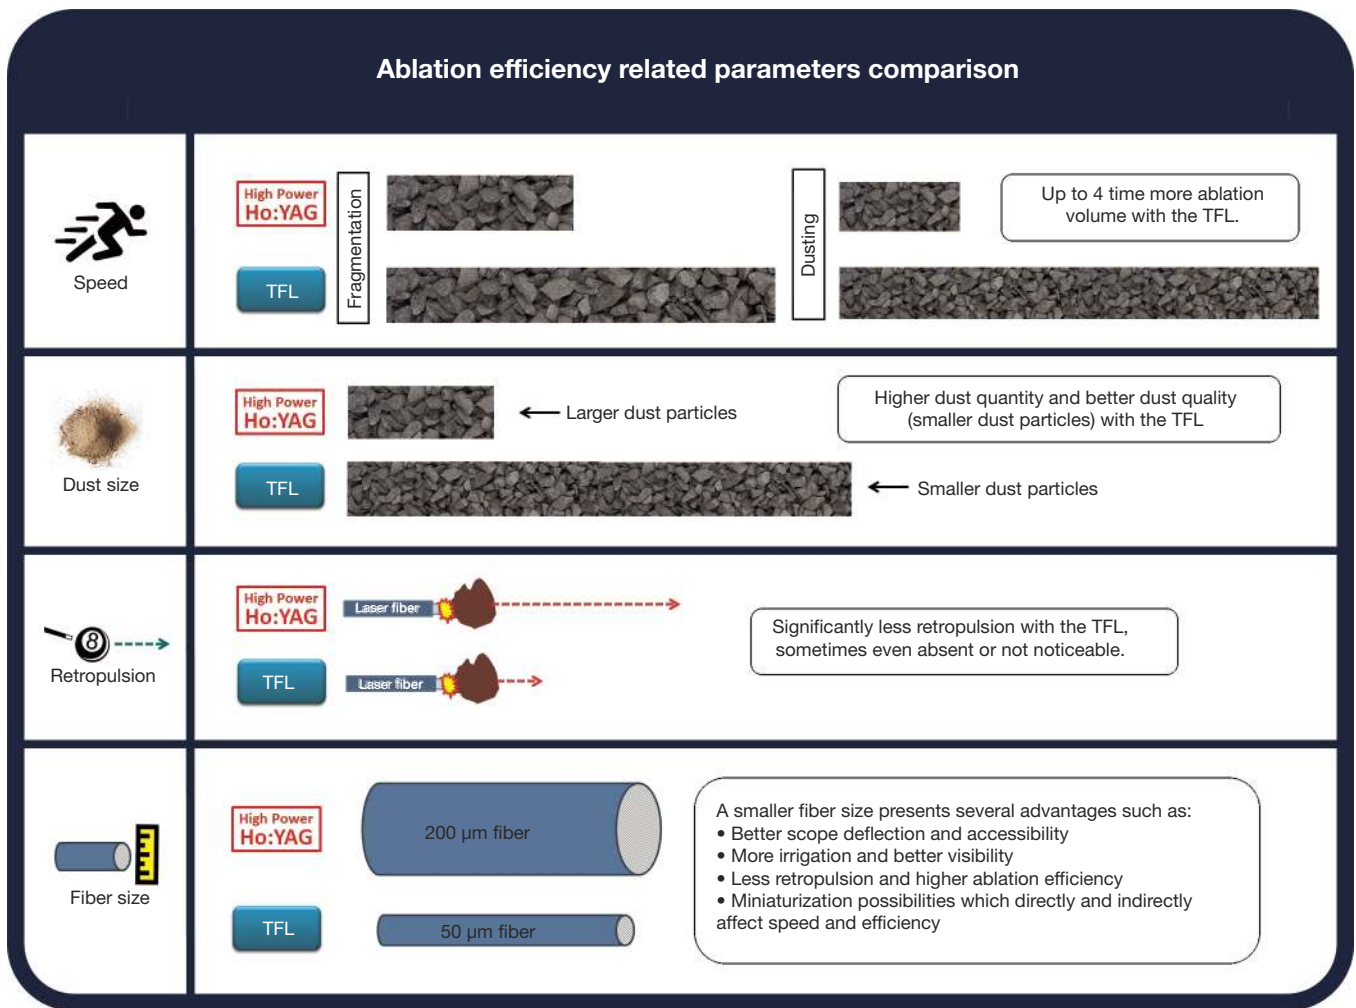 Ablation efficiency related parameters comparison
Speed
High Power
Ho:YAG
TFL
Fragmentation
Dusting
Up to 4 time more ablation
volume with the TFL.
Dust size
High Power
Ho:YAG
Larger dust particles
TFL
Smaller dust particles
Higher dust quantity and better dust quality
(smaller dust particles) with the TFL
8
Retropulsion
High Power
Ho:YAG
Laser fiber
TFL
Laser fiber
Significantly less retropulsion with the TFL,
sometimes even absent or not noticeable.
Fiber size
High Power
Ho:YAG
200 µm fiber
TFL
50 µm fiber
A smaller fiber size presents several advantages such as:
• Better scope deflection and accessibility
• More irrigation and better visibility
• Less retropulsion and higher ablation efficiency
• Miniaturization possibilities which directly and indirectly
affect speed and efficiency